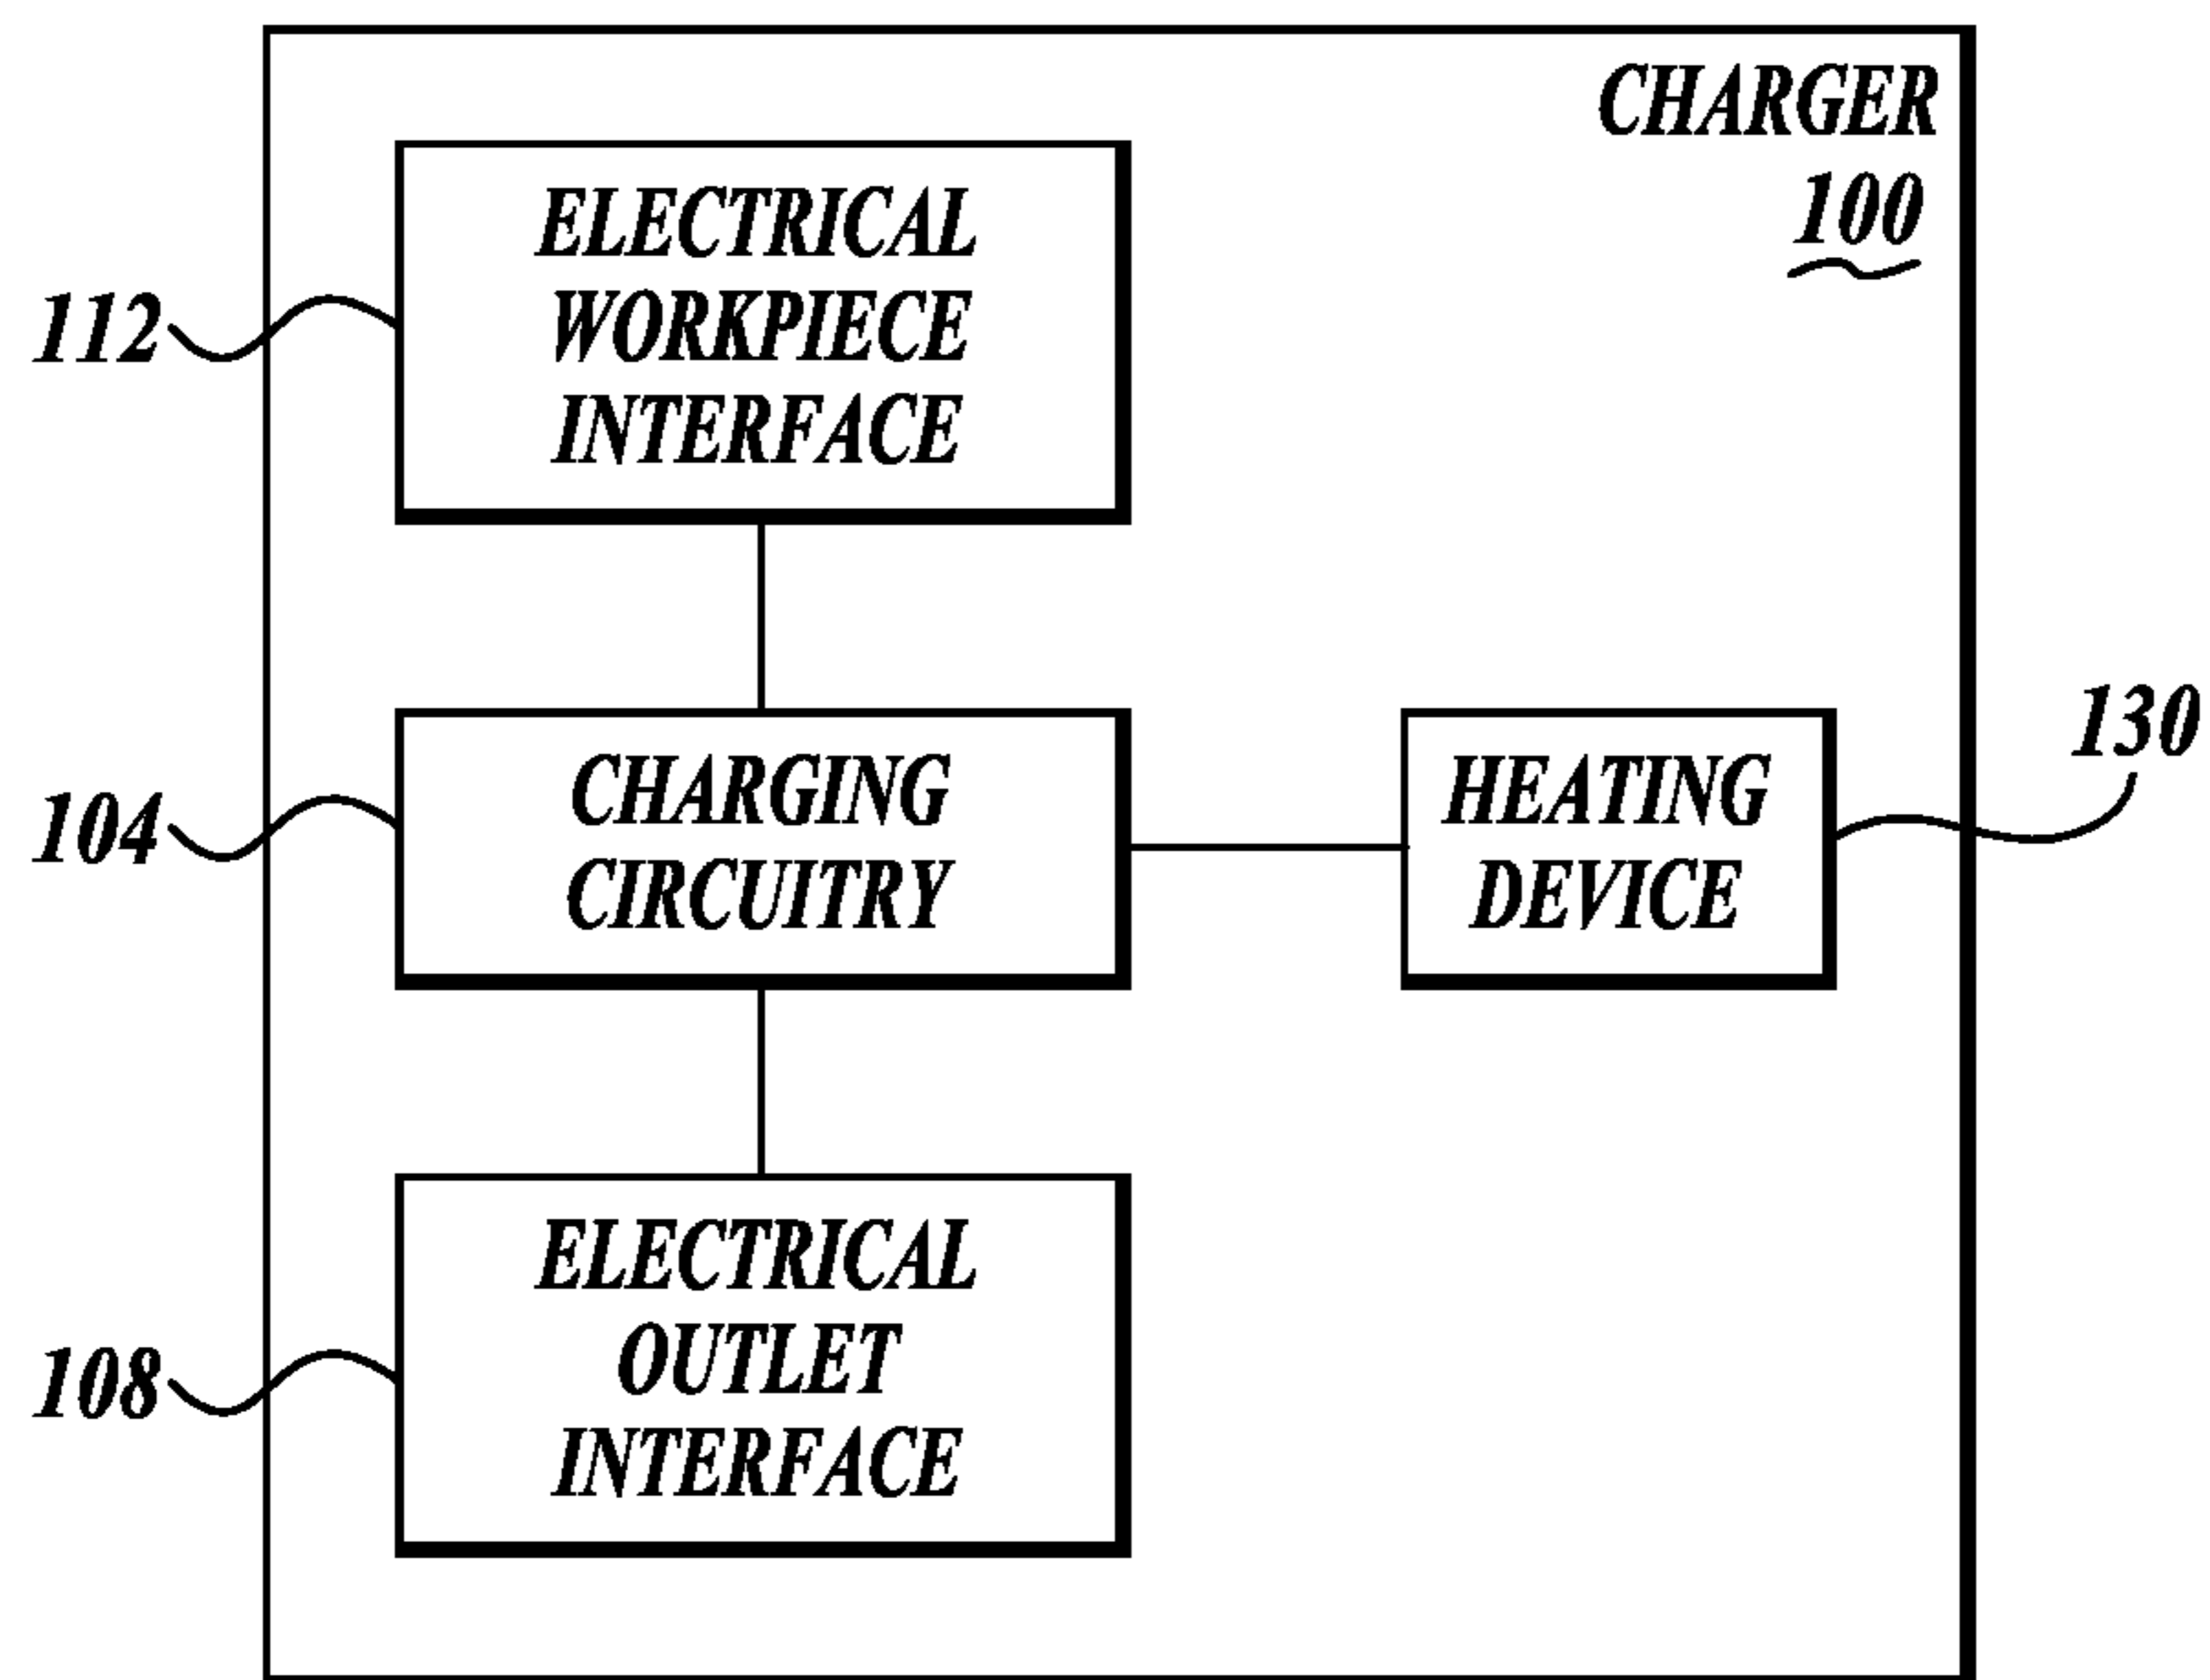 CHARGER
100
ELECTRICAL
WORKPIECE
INTERFACE
112
CHARGING
CIRCUITRY
104
HEATING
DEVICE
130
ELECTRICAL
OUTLET
INTERFACE
108